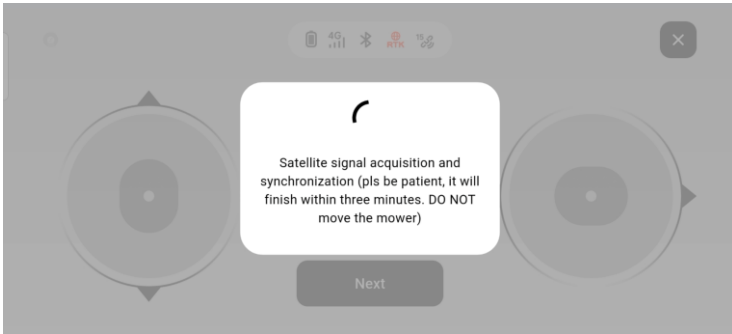 4G
RTK
15
Satellite signal acquisition and
synchronization (pls be patient, it will
finish within three minutes. DO NOT
move the mower)
Next